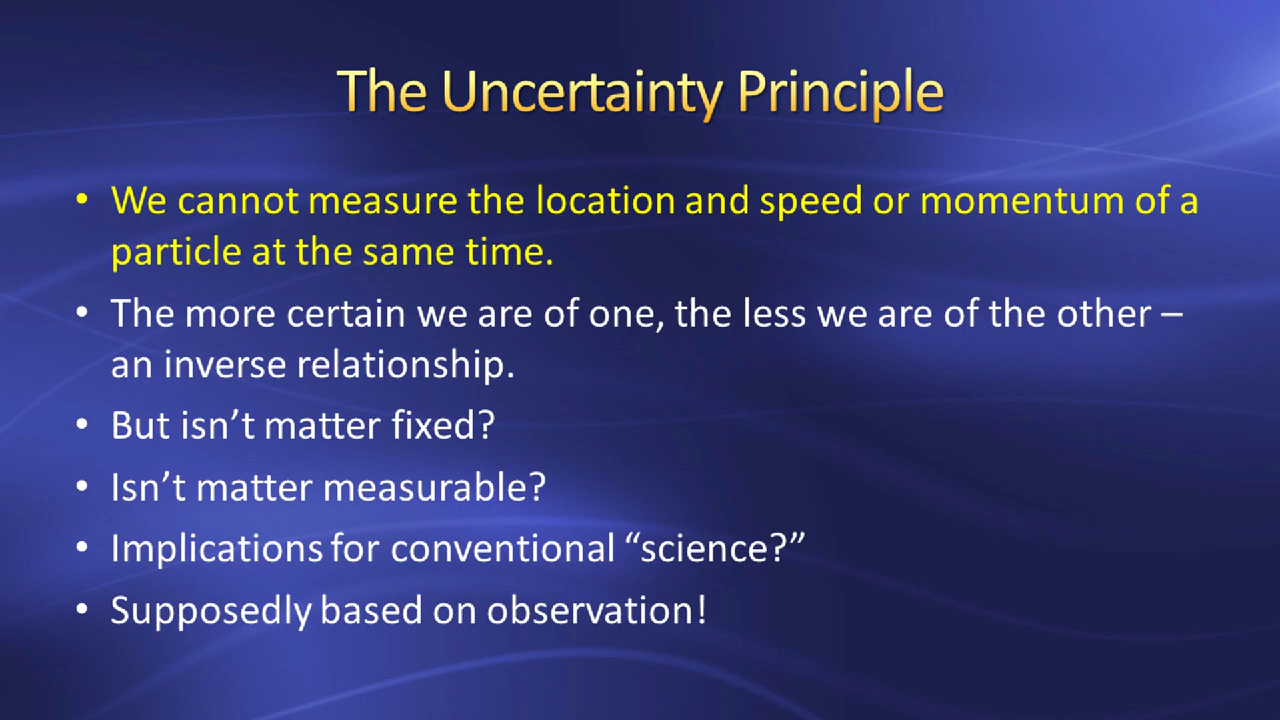 The Uncertainty Principle
• We cannot measure the location and speed or momentum of a
particle at the same time.
• The more certain we are of one, the less we are of the other –
an inverse relationship.
• But isn’t matter fixed?
• Isn’t matter measurable?
• Implications for conventional “science?”
• Supposedly based on observation!